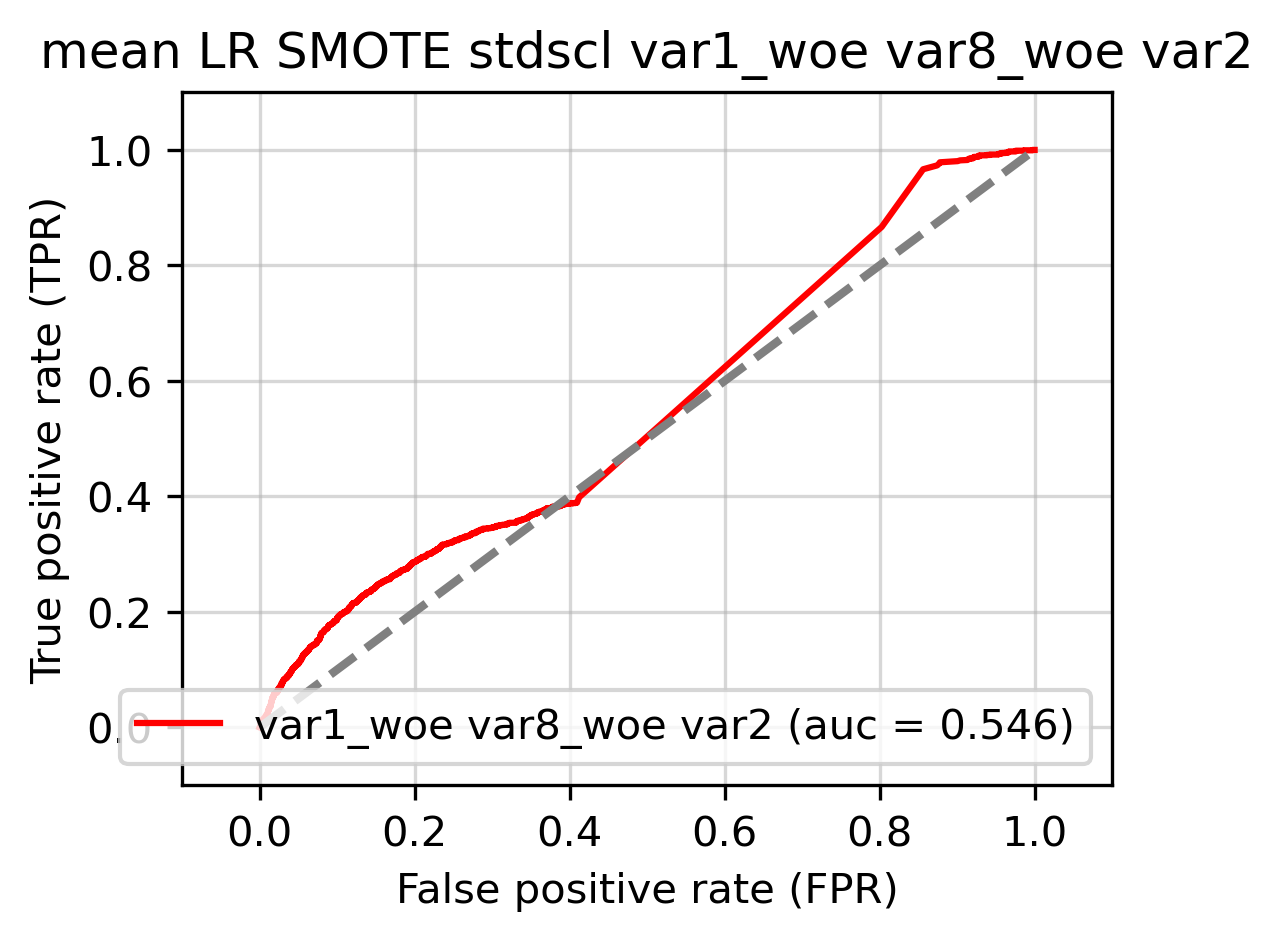 mean LR SMOTE stdscl var1_woe var8_woe var2
1.0
0.8
0.6
0.4
0.2
0.0
True positive rate (TPR)
var1_woe var8_woe var2 (auc = 0.546)
0.0 0.2 0.4 0.6 0.8 1.0
False positive rate (FPR)